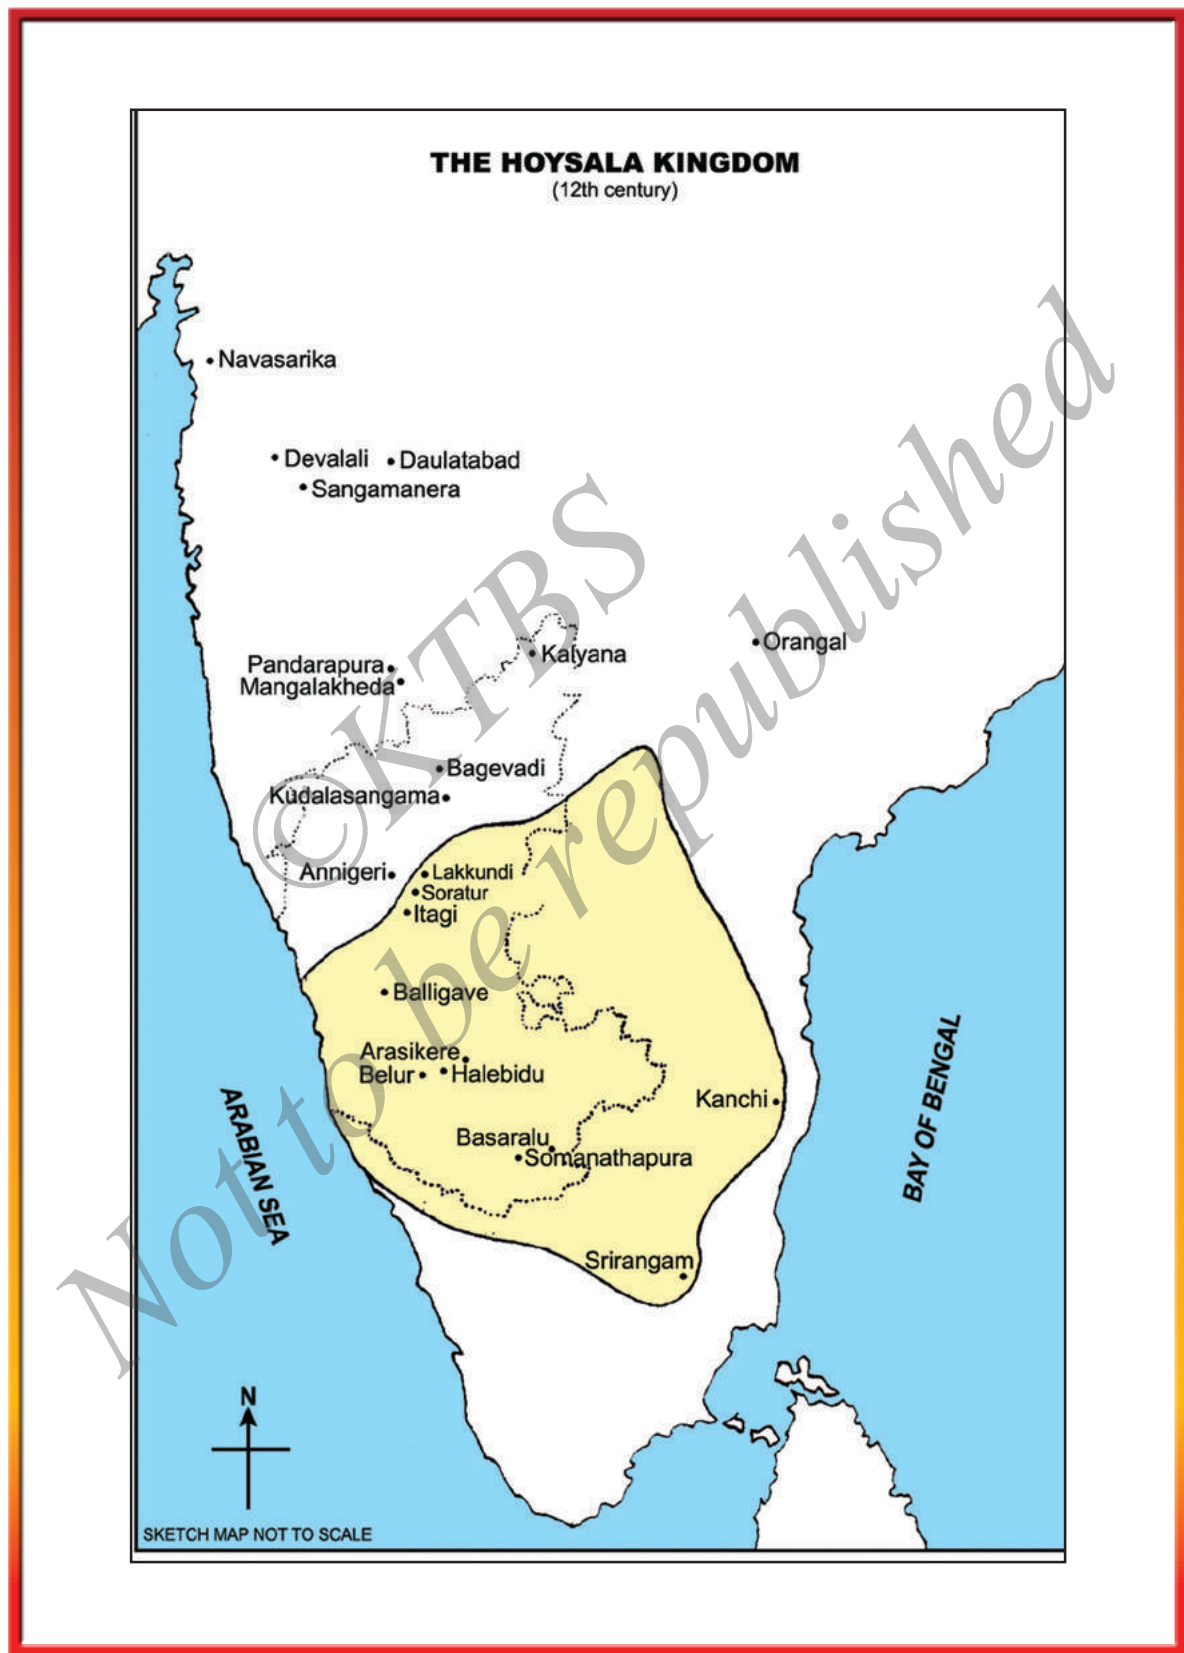 THE HOYSALA KINGDOM
(12th century)
Navasarika
Devalali
Daulatabad
Sangamanera
Orangal
Kalyana
Pandarapura
Mangalakheda
Bagevadi
Kudalasangama
Annigeri
Lakkundi
Soratur
Itagi
Balligave
Arasikere
Belur
Halebidu
Kanchi
Basaralu
Somanathapura
Srirangam
ARABIAN SEA
BAY OF BENGAL
N
SKETCH MAP NOT TO SCALE
©KTBS
Not to be republished